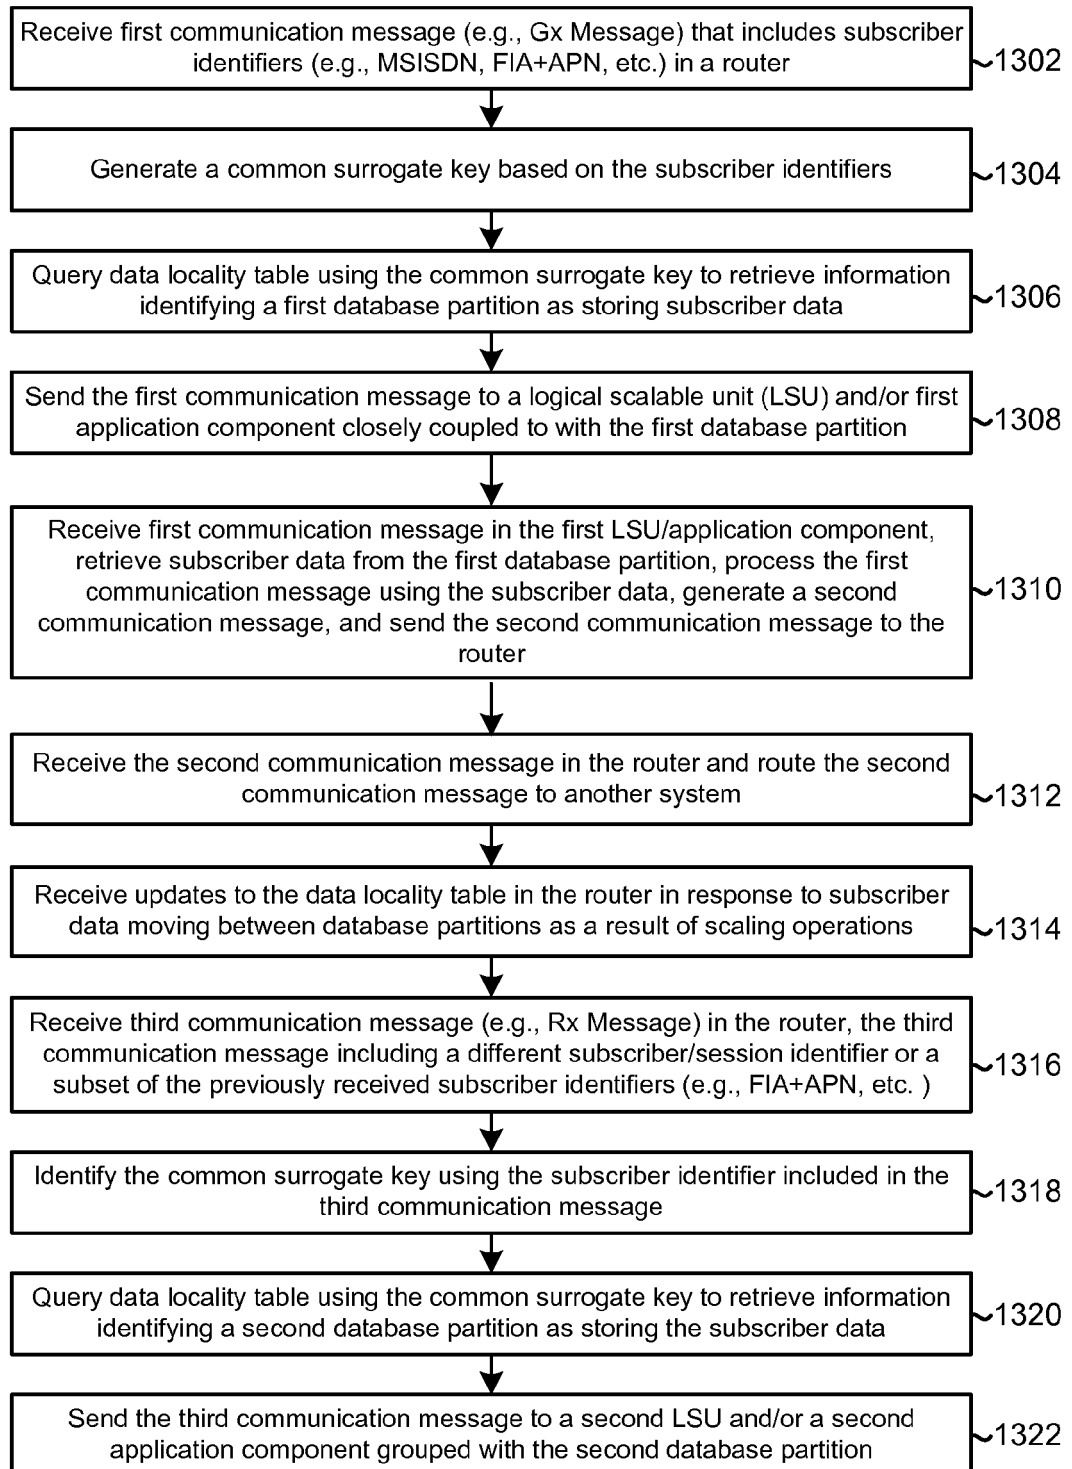 Receive first communication message (e.g., Gx Message) that includes subscriber
identifiers (e.g., MSISDN, FIA+APN, etc.) in a router
1302
Generate a common surrogate key based on the subscriber identifiers
1304
Query data locality table using the common surrogate key to retrieve information
identifying a first database partition as storing subscriber data
1306
Send the first communication message to a logical scalable unit (LSU) and/or first
application component closely coupled to with the first database partition
1308
Receive first communication message in the first LSU/application component,
retrieve subscriber data from the first database partition, process the first
communication message using the subscriber data, generate a second
communication message, and send the second communication message to the
router
1310
Receive the second communication message in the router and route the second
communication message to another system
1312
Receive updates to the data locality table in the router in response to subscriber
data moving between database partitions as a result of scaling operations
1314
Receive third communication message (e.g., Rx Message) in the router, the third
communication message including a different subscriber/session identifier or a
subset of the previously received subscriber identifiers (e.g., FIA+APN, etc. )
1316
Identify the common surrogate key using the subscriber identifier included in the
third communication message
1318
Query data locality table using the common surrogate key to retrieve information
identifying a second database partition as storing the subscriber data
1320
Send the third communication message to a second LSU and/or a second
application component grouped with the second database partition
1322